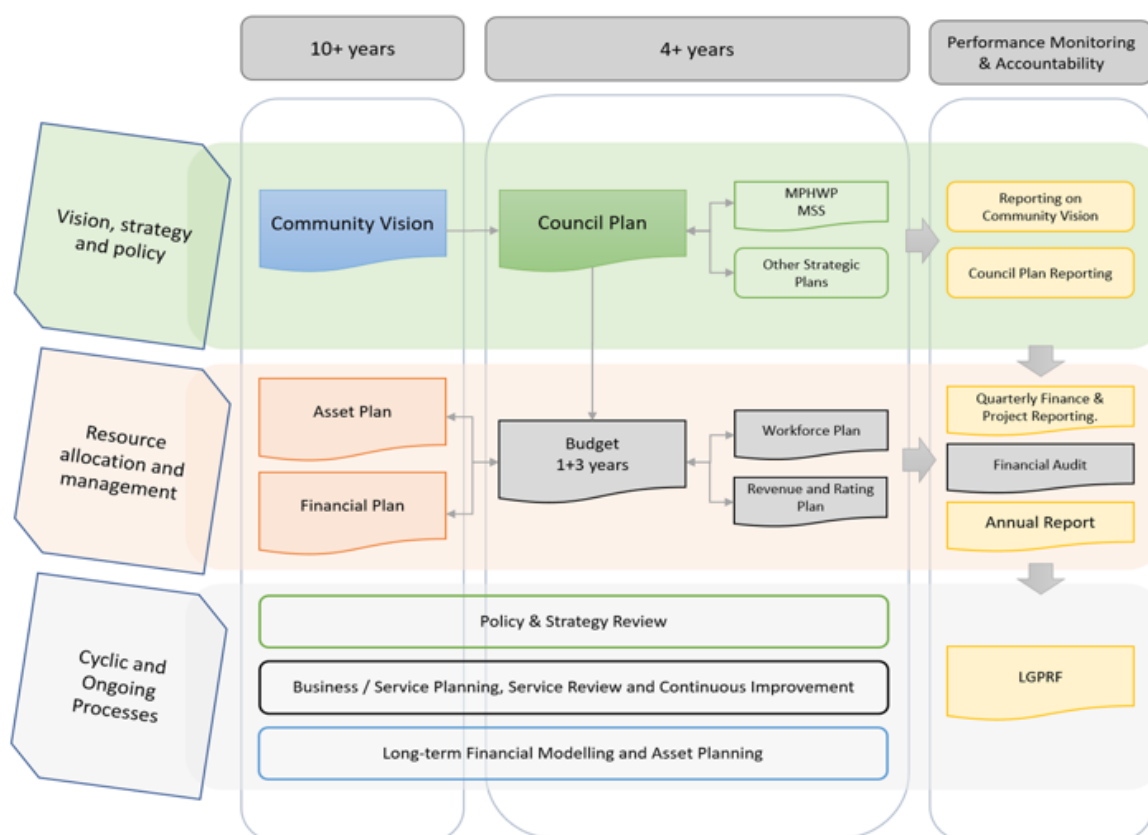 10+ years
4+ years
Performance Monitoring
& Accountability
Vision, strategy
and policy
Community Vision
Council Plan
MPHWP
MSS
Other Strategic
Plans
Reporting on
Community Vision
Council Plan Reporting
Resource
allocation and
management
Asset Plan
Financial Plan
Budget
1+3 years
Workforce Plan
Revenue and Rating
Plan
Quarterly Finance &
Project Reporting.
Financial Audit
Annual Report
Cyclic and
Ongoing
Processes
Policy & Strategy Review
Business / Service Planning, Service Review and Continuous Improvement
Long-term Financial Modelling and Asset Planning
LGPRF